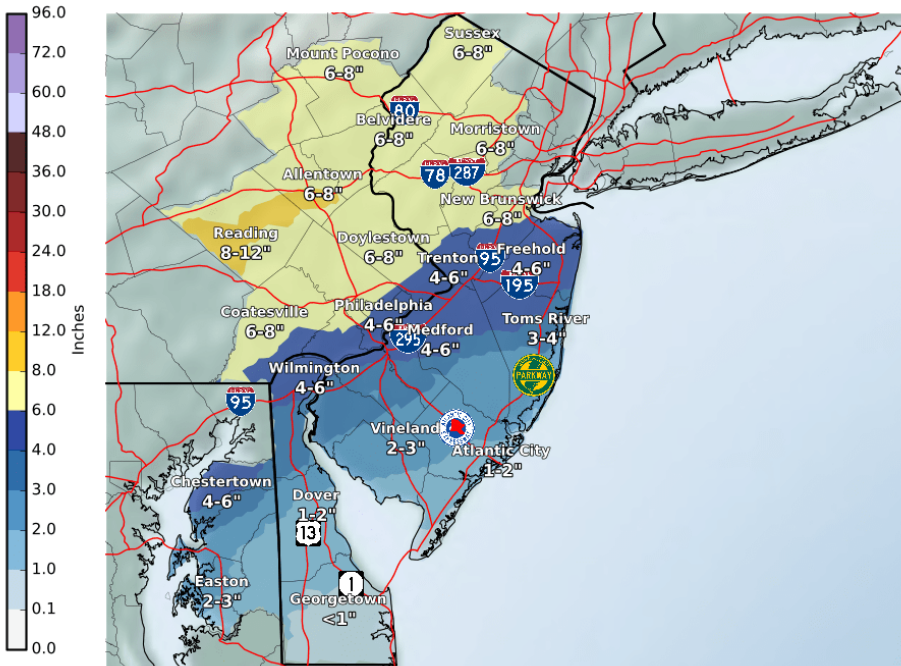 96.0
72.0
60.0
48.0
36.0
30.0
24.0
18.0
12.0
8.0
6.0
4.0
3.0
2.0
1.0
0.1
0.0
Inches
Sussex
6-8"
Mount Pocono
6-8"
80
Belvidere
6-8"
Morristown
6-8"
78
287
Allentown
6-8"
New Brunswick
6-8"
Reading
8-12"
Doylestown
6-8"
Trenton
4-6"
95
Freehold
4-6"
195
Coatesville
6-8"
Philadelphia
4-6"
295
Medford
4-6"
Toms River
3-4"
PARKWAY
Wilmington
4-6"
95
Vineland
2-3"
Atlantic City
1-2"
Chestertown
4-6"
Dover
1-2"
13
Easton
2-3"
1
Georgetown
<1"